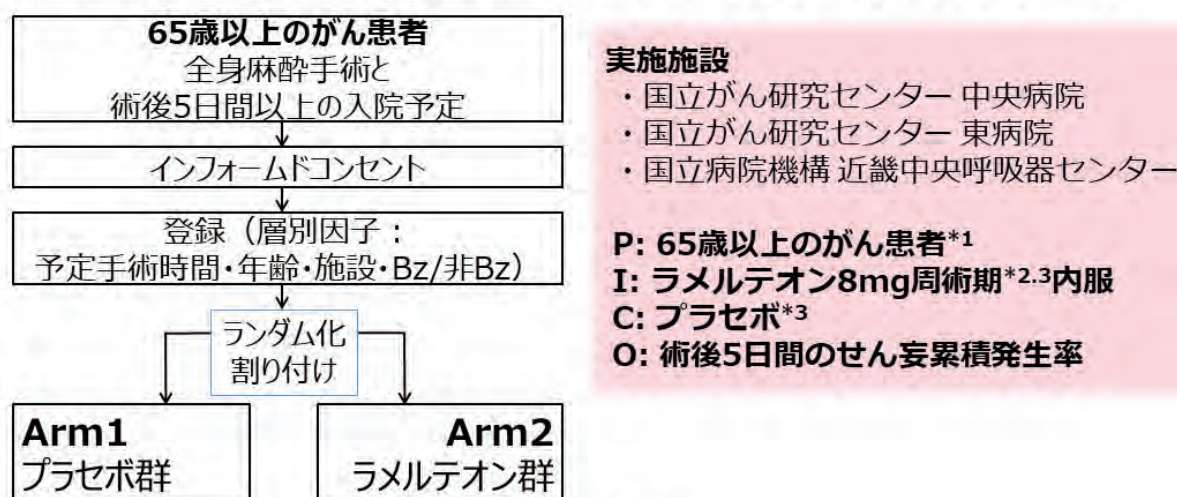 65歳以上のがん患者
全身麻酔手術と
術後5日間以上の入院予定
インフォームドコンセント
登録（層別因子：
予定手術時間・年齢・施設・Bz/非Bz）
ランダム化
割り付け
Arm1
プラセボ群
Arm2
ラメルテオン群
実施施設
・国立がん研究センター 中央病院
・国立がん研究センター 東病院
・国立病院機構 近畿中央呼吸器センター
P: 65歳以上のがん患者*1
I: ラメルテオン8mg周術期*2.3内服
C: プラセボ*3
O: 術後5日間のせん妄累積発生率